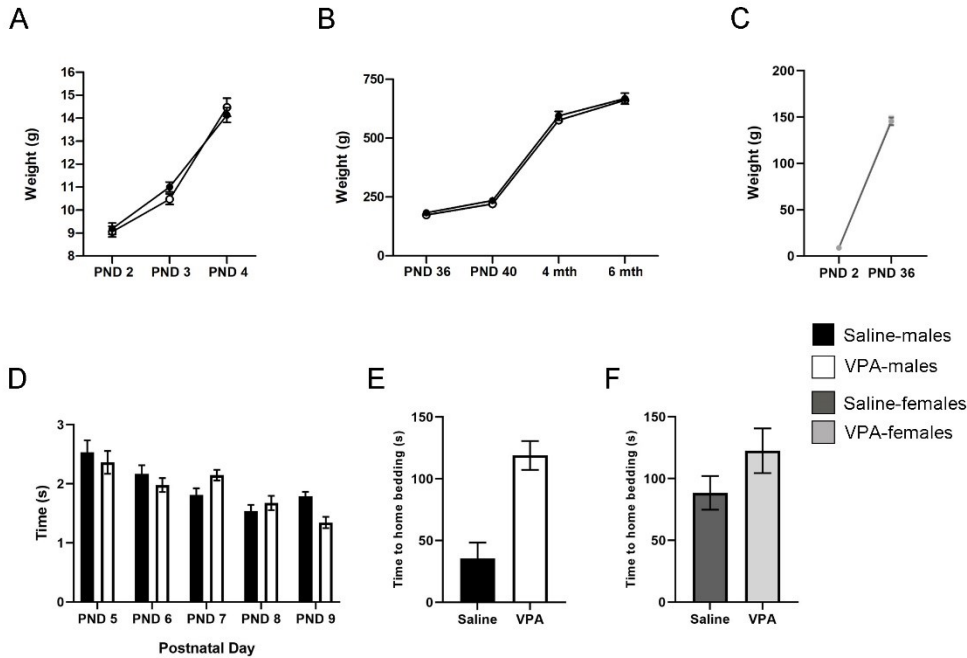 A
B
C
Weight (g)
16
15
14
11
10
9
8
PND 2 PND 3 PND 4
Weight (g)
750
500
250
0
PND 36 PND 40 4 mth 6 mth
Weight (g)
200
150
100
50
0
PND 2 PND 36
Saline-males
VPA-males
Saline-females
VPA-females
D
E
F
Time (s)
3
2
1
0
PND 5 PND 6 PND 7 PND 8 PND 9
Postnatal Day
Time to home bedding (s)
150
100
50
0
Saline VPA
Time to home bedding (s)
150
100
50
0
Saline VPA